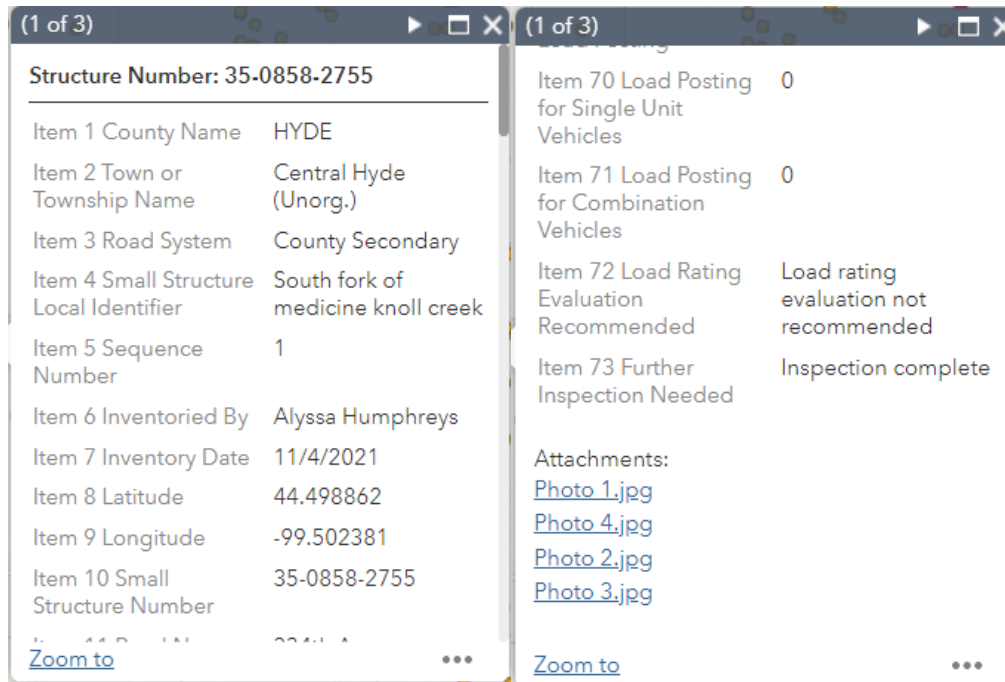 (1 of 3)
Structure Number: 35-0858-2755
Item 1 County Name HYDE
Item 2 Town or Central Hyde
Township Name (Unorg.)
Item 3 Road System County Secondary
Item 4 Small Structure South fork of
Local Identifier medicine knoll creek
Item 5 Sequence 1
Number
Item 6 Inventoried By Alyssa Humphreys
Item 7 Inventory Date 11/4/2021
Item 8 Latitude 44.498862
Item 9 Longitude -99.502381
Item 10 Small 35-0858-2755
Structure Number
Zoom to
(1 of 3)
Item 70 Load Posting 0
for Single Unit
Vehicles
Item 71 Load Posting 0
for Combination
Vehicles
Item 72 Load Rating Load rating
Evaluation evaluation not
Recommended recommended
Item 73 Further Inspection complete
Inspection Needed
Attachments:
Photo 1.jpg
Photo 4.jpg
Photo 2.jpg
Photo 3.jpg
Zoom to